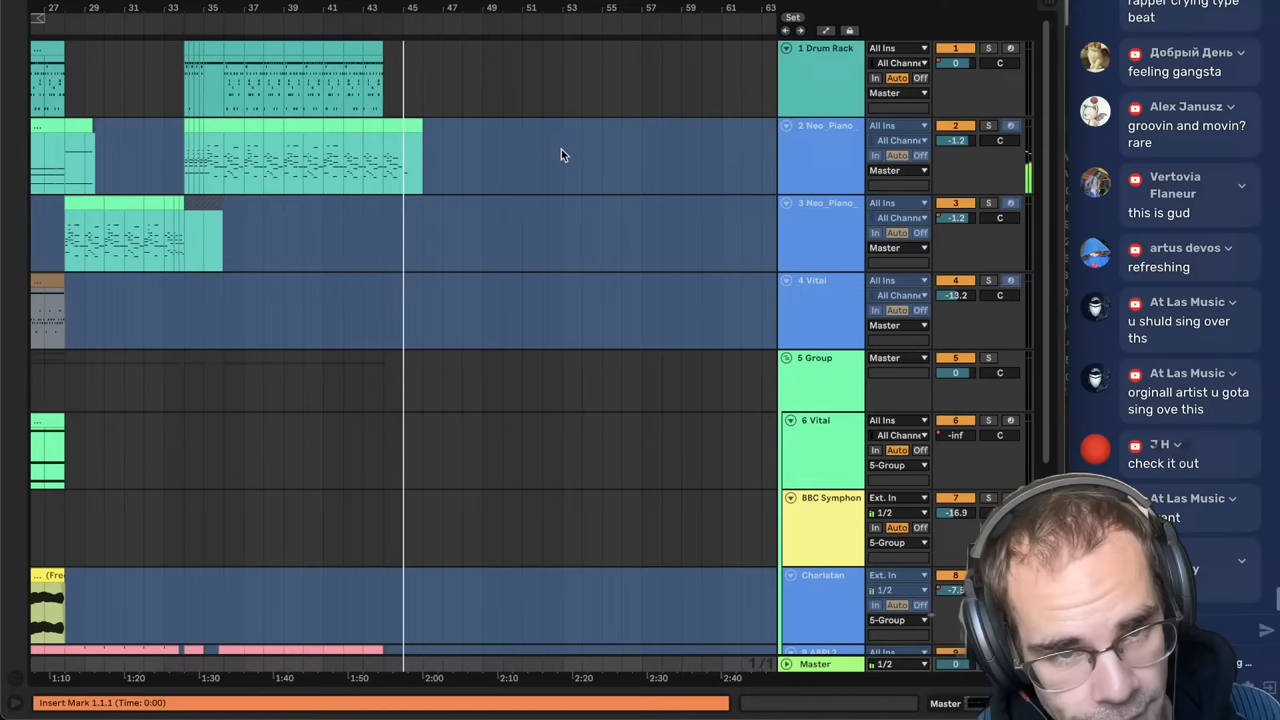 27 29 31 33 35 37 39 41 43 45 47 49 51 53 55 57 59 61 63
Set
1 Drum Rack
All Ins
1
S
All Channe
0
C
In Auto Off
Master
...
2 Neo_Piano_
All Ins
2
All Channe
-1.2
C
In Auto Off
Master
3 Neo_Piano_
All Ins
3
S
All Channe
-1.2
C
In Auto Off
Master
...
4 Vital
All Ins
4
S
All Channe
-13.2
C
In Auto Off
Master
5 Group
Master
5
S
0
...
6 Vital
All Ins
6
S
All Channe
-inf
C
In Auto Off
5-Group
BBC Symphon
Ext. In
7
S
1/2
-16.9
In Auto Off
5-Group
... (Fre
Charlatan
Ext. In
8
1/2
In Auto Off
5-Group
All Ins
1/1
Master
1/2
0
1:10 1:20 1:30 1:40 1:50 2:00 2:10 2:20 2:30 2:40
Insert Mark 1.1.1 (Time: 0:00)
Master
rapper crying type
beat
Добрый День
feeling gangsta
Alex Janusz
groovin and movin?
rare
Vertovia
Flaneur
this is gud
artus devos
refreshing
At Las Music
u shuld sing over
ths
At Las Music
orginall artist u gota
sing on this
J H
check it out
At Las Music